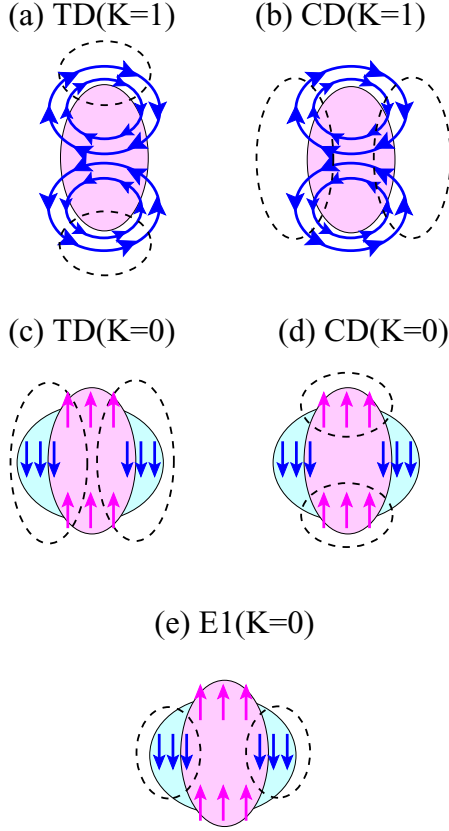 (a) TD(K=1)
(b) CD(K=1)
(c) TD(K=0)
(d) CD(K=0)
(e) E1(K=0)